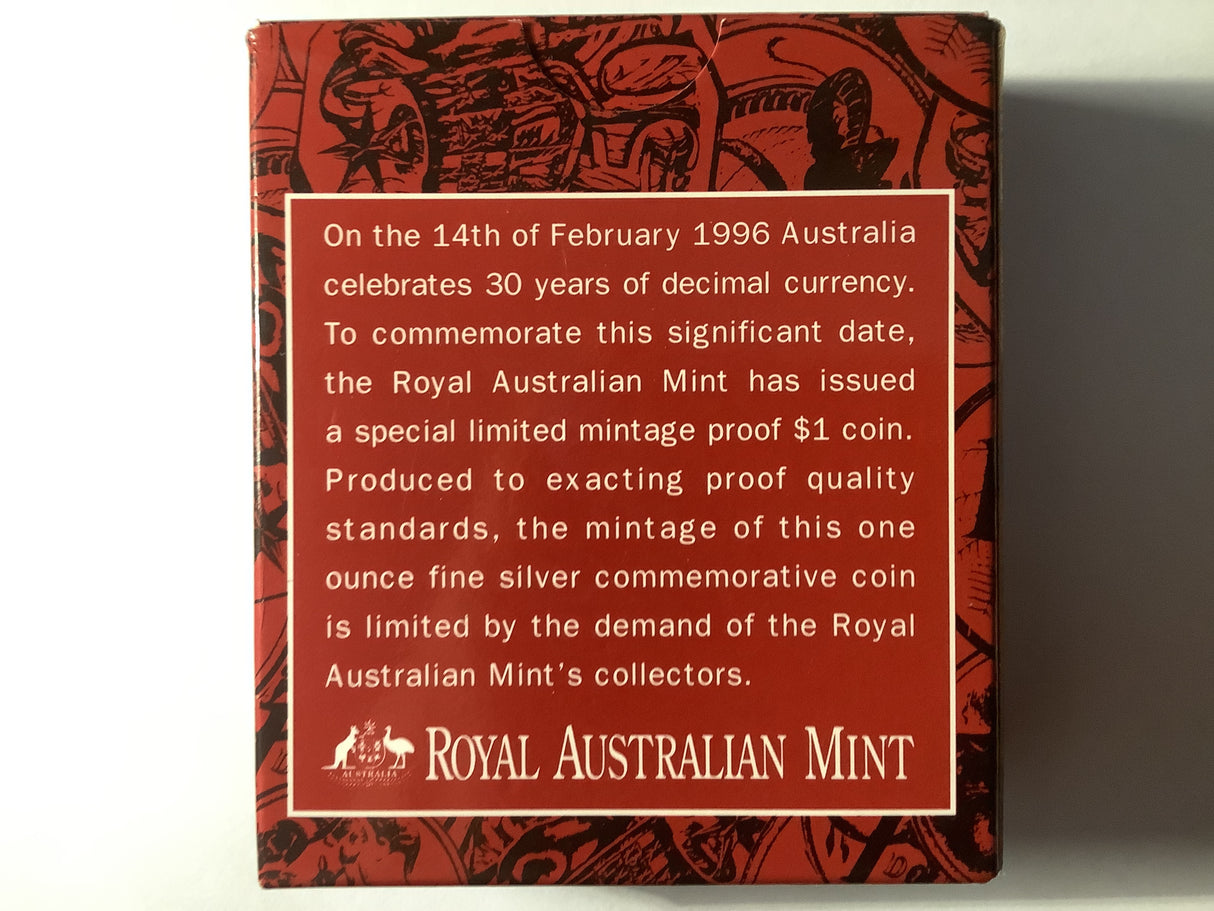 On the 14th of February 1996 Australia
celebrates 30 years of decimal currency.
To commemorate this significant date,
the Royal Australian Mint has issued
a special limited mintage proof $1 coin.
Produced to exacting proof quality
standards, the mintage of this one
ounce fine silver commemorative coin
is limited by the demand of the Royal
Australian Mint's collectors.
AUSTRALIA
ROYAL AUSTRALIAN MINT